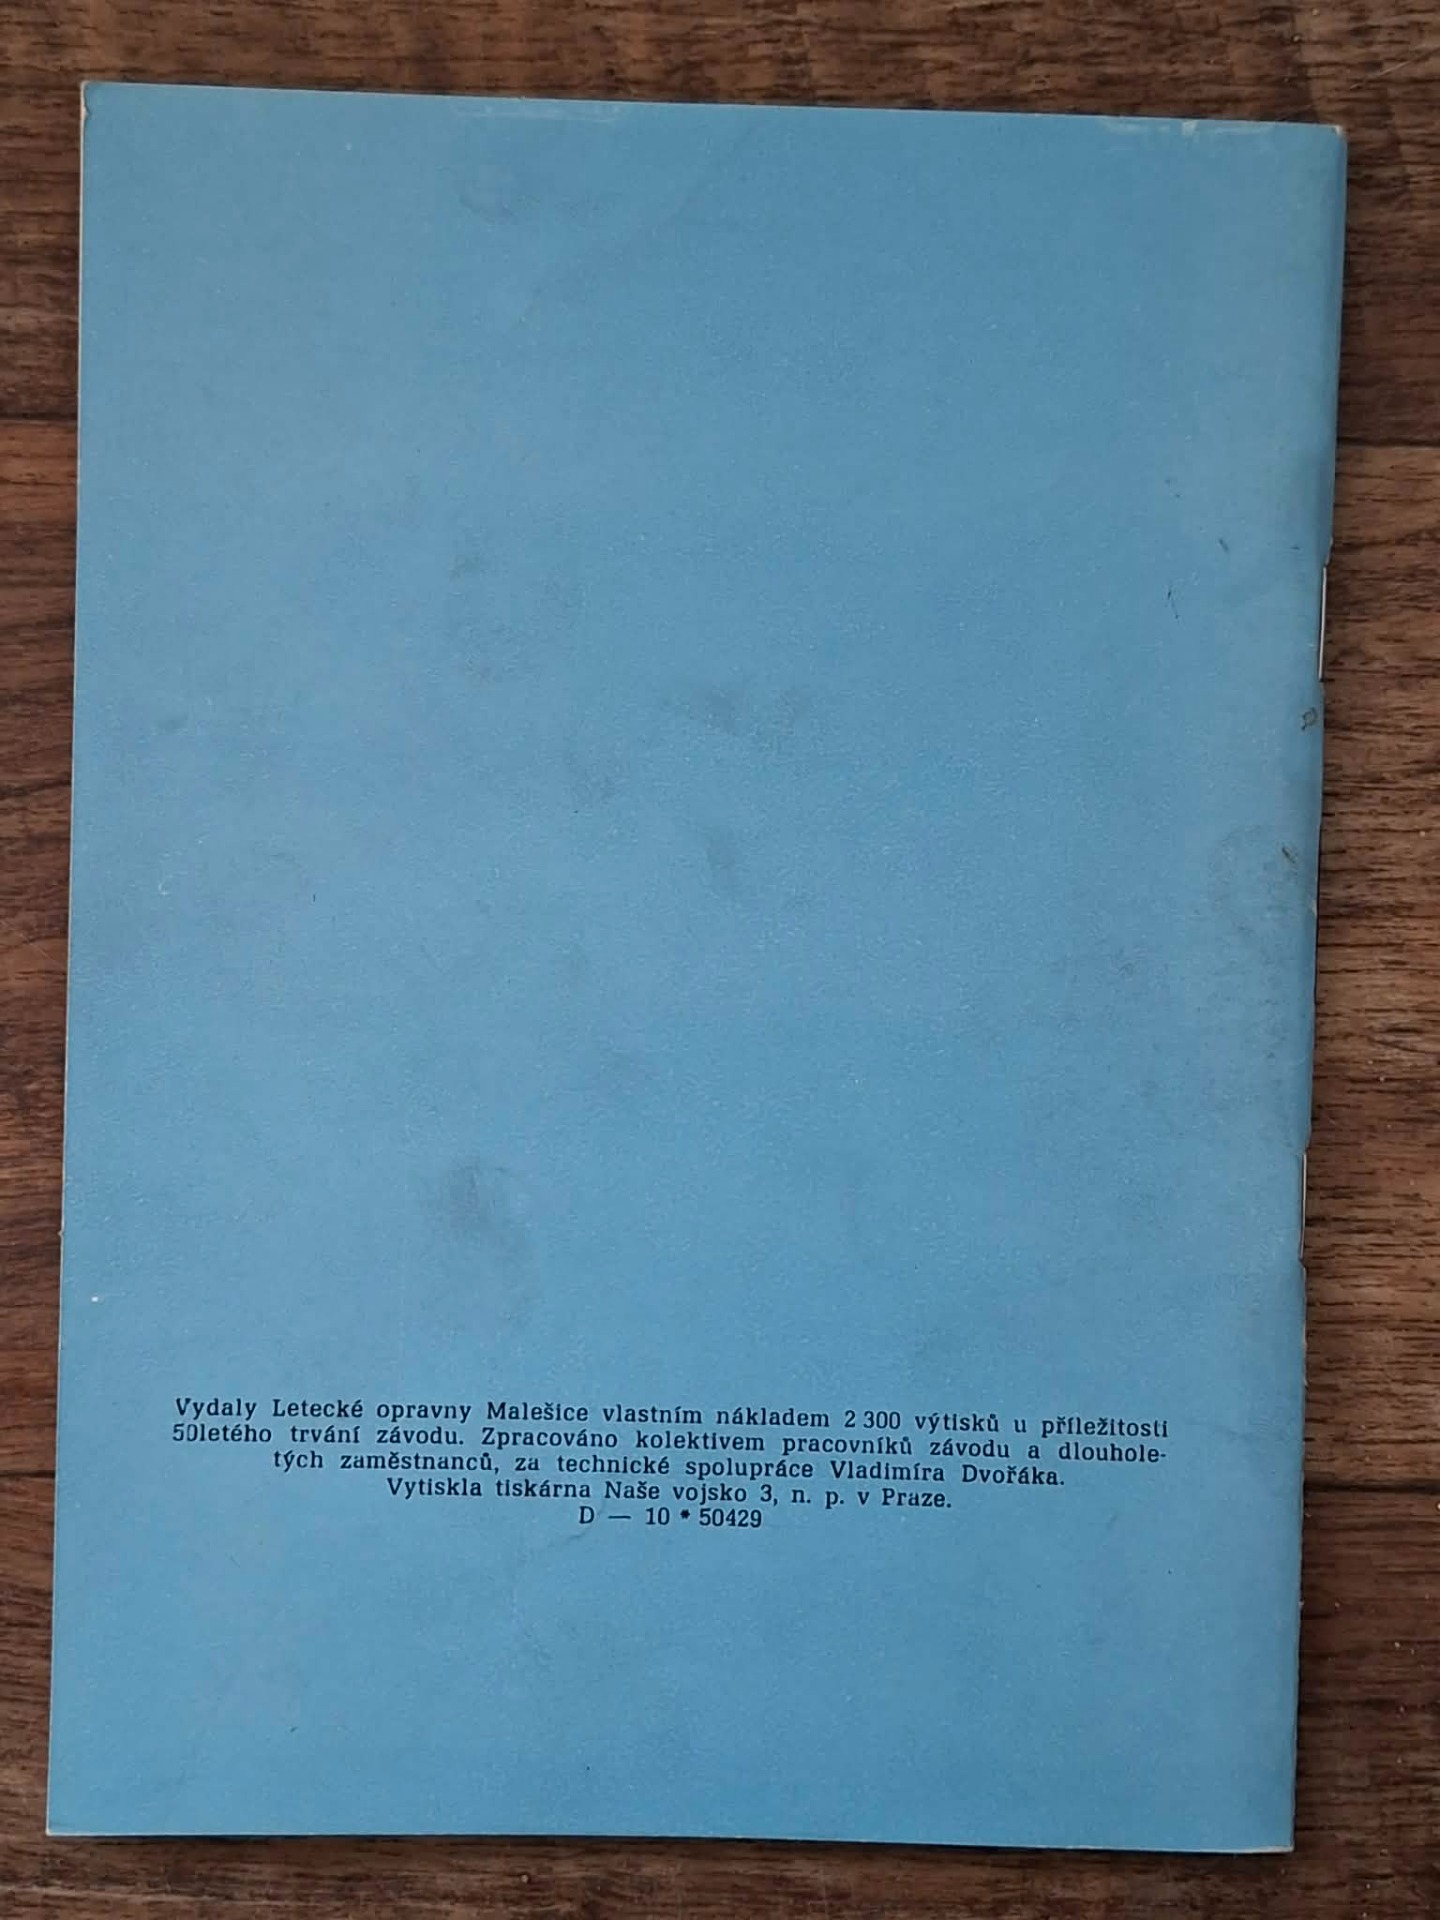 Vydaly Letecké opravny Malešice vlastním nákladem 2 300 výtisků u příležitosti
50letého trvání závodu. Zpracováno kolektivem pracovníků závodu a dlouhole-
tých zaměstnanců, za technické spolupráce Vladimíra Dvořáka.
Vytiskla tiskárna Naše vojsko 3, n. p. v Praze.
D — 10 * 50429